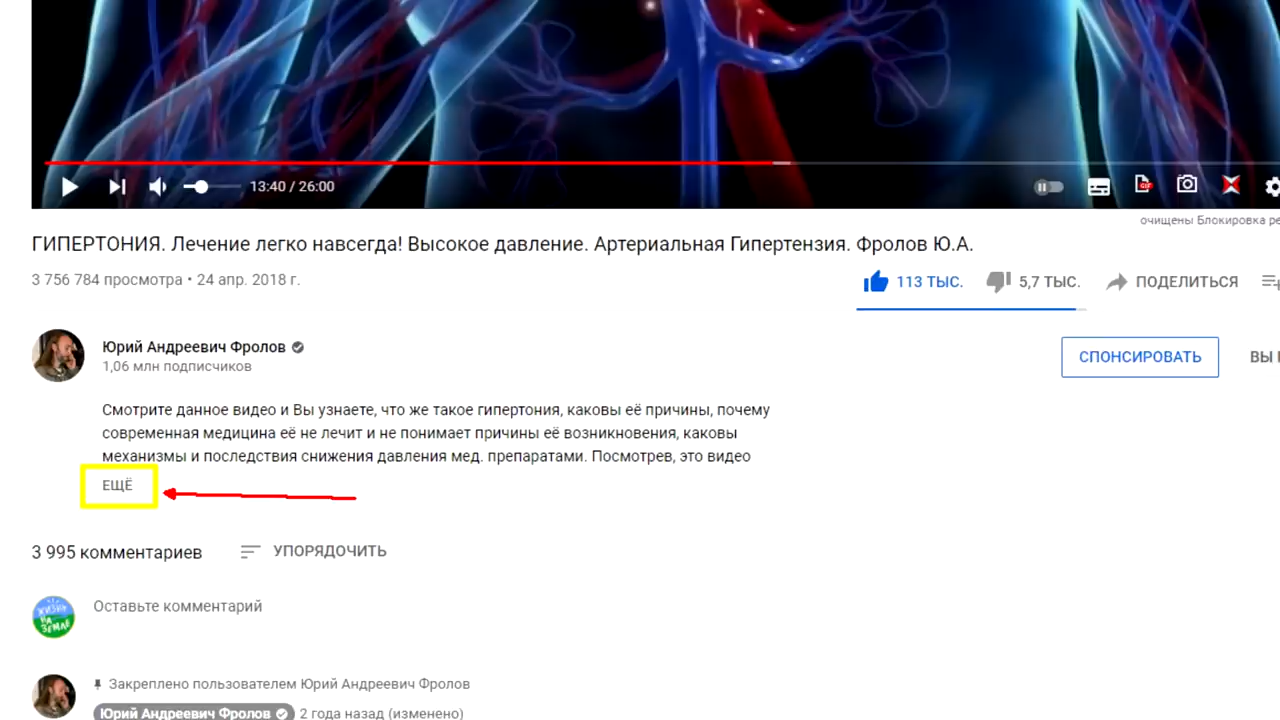 13:40 / 26:00
очищены Блокировка ре
ГИПЕРТОНИЯ. Лечение легко навсегда! Высокое давление. Артериальная Гипертензия. Фролов Ю.А.
3 756 784 просмотра • 24 апр. 2018 г.
113 ТЫС. 5,7 ТЫС. ПОДЕЛИТЬСЯ
Юрий Андреевич Фролов
1,06 млн подписчиков
СПОНСИРОВАТЬ ВЫ
Смотрите данное видео и Вы узнаете, что же такое гипертония, каковы её причины, почему
современная медицина её не лечит и не понимает причины её возникновения, каковы
механизмы и последствия снижения давления мед. препаратами. Посмотрев, это видео
ЕЩЁ
3 995 комментариев УПОРЯДОЧИТЬ
ЖИЗНЬ
НА
ЗЕМЛЕ
Оставьте комментарий
Закреплено пользователем Юрий Андреевич Фролов
Юрий Андреевич Фролов 2 года назад (изменено)